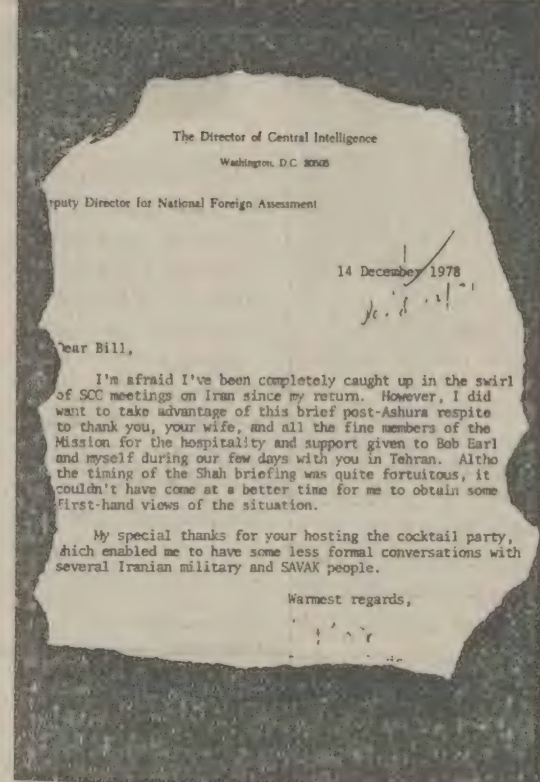 The Director of Central Intelligence
Washington, D.C. 20505
eputy Director for National Foreign Assessment
14 December 1978
Dear Bill,
I'm afraid I've been completely caught up in the swirl
of SCC meetings on Iran since my return. However, I did
want to take advantage of this brief post-Ashura respite
to thank you, your wife, and all the fine members of the
Mission for the hospitality and support given to Bob Earl
and myself during our few days with you in Tehran. Altho
the timing of the Shah briefing was quite fortuitous, it
couldn't have come at a better time for me to obtain some
first-hand views of the situation.
My special thanks for your hosting the cocktail party,
which enabled me to have some less formal conversations with
several Iranian military and SAVAK people.
Warmest regards,